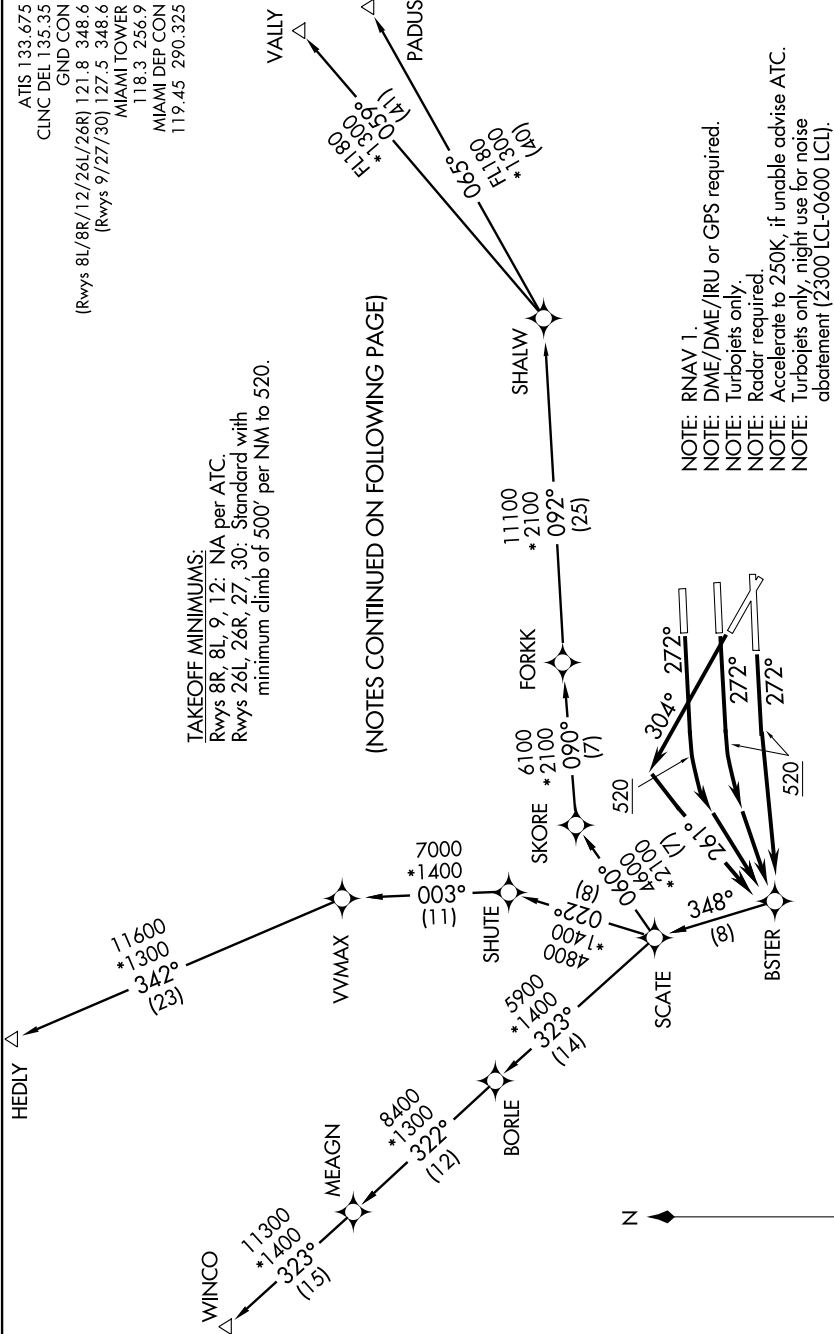 ATIS 133.675
CLNC DEL 135.35
GND CON
(Rwys 8L/8R/12/26L/26R) 121.8 348.6
(Rwys 9/27/30) 127.5 348.6
MIAMI TOWER
118.3 256.9
MIAMI DEP CON
119.45 290.325
TAKEOFF MINIMUMS:
Rwys 8R, 8L, 9, 12: NA per ATC.
Rwys 26L, 26R, 27, 30: Standard with
minimum climb of 500' per NM to 520.
(NOTES CONTINUED ON FOLLOWING PAGE)
HEDLY
11600
*1300
342°
(23)
VVMAX
7000
*1400
003°
(11)
SHUTE
4800
*1400
022°
(8)
WINCO
11300
*1400
323°
(15)
MEAGN
8400
*1300
322°
(12)
BORLE
5900
*1400
323°
(14)
SCATE
348°
(8)
BSTER
060°
4600
*2100
(7)
SKORE
6100
*2100
090°
(7)
FORKK
11100
*2100
092°
(25)
SHALW
FL180
*1300
059°
(41)
VALLY
065°
FL180
*1300
(40)
PADUS
304°
261°
272°
272°
272°
520
520
N
NOTE: RNAV 1.
NOTE: DME/DME/IRU or GPS required.
NOTE: Turbojets only.
NOTE: Radar required.
NOTE: Accelerate to 250K, if unable advise ATC.
NOTE: Turbojets only, night use for noise
abatement (2300 LCL-0600 LCL).